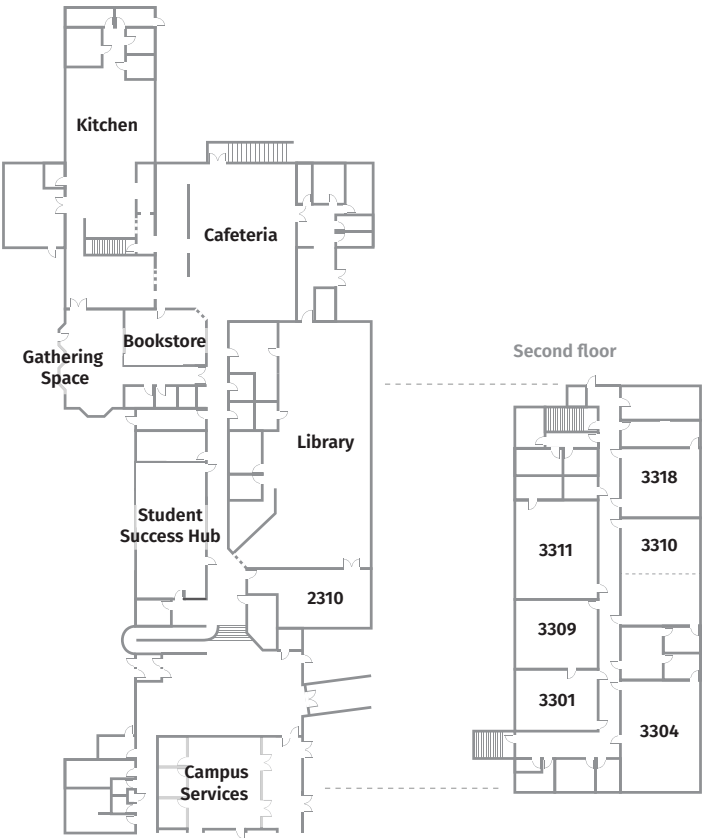 Kitchen
Cafeteria
Bookstore
Gathering
Space
Second floor
Library
3318
Student
Success Hub
3310
3311
2310
3309
3301
3304
Campus
Services